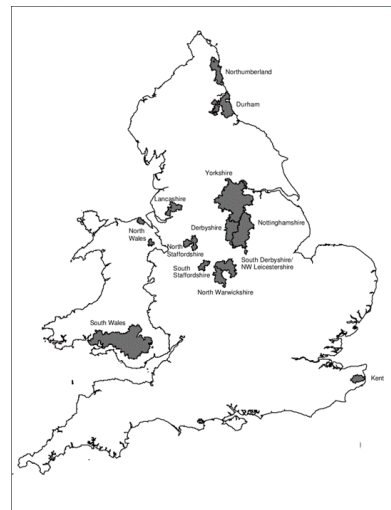 Northumberland
Durham
Yorkshire
Lancashire
Nottinghamshire
Derbyshire
North
Wales
North
Staffordshire
South Derbyshire/
NW Leicestershire
South
Staffordshire
North Warwickshire
South Wales
Kent